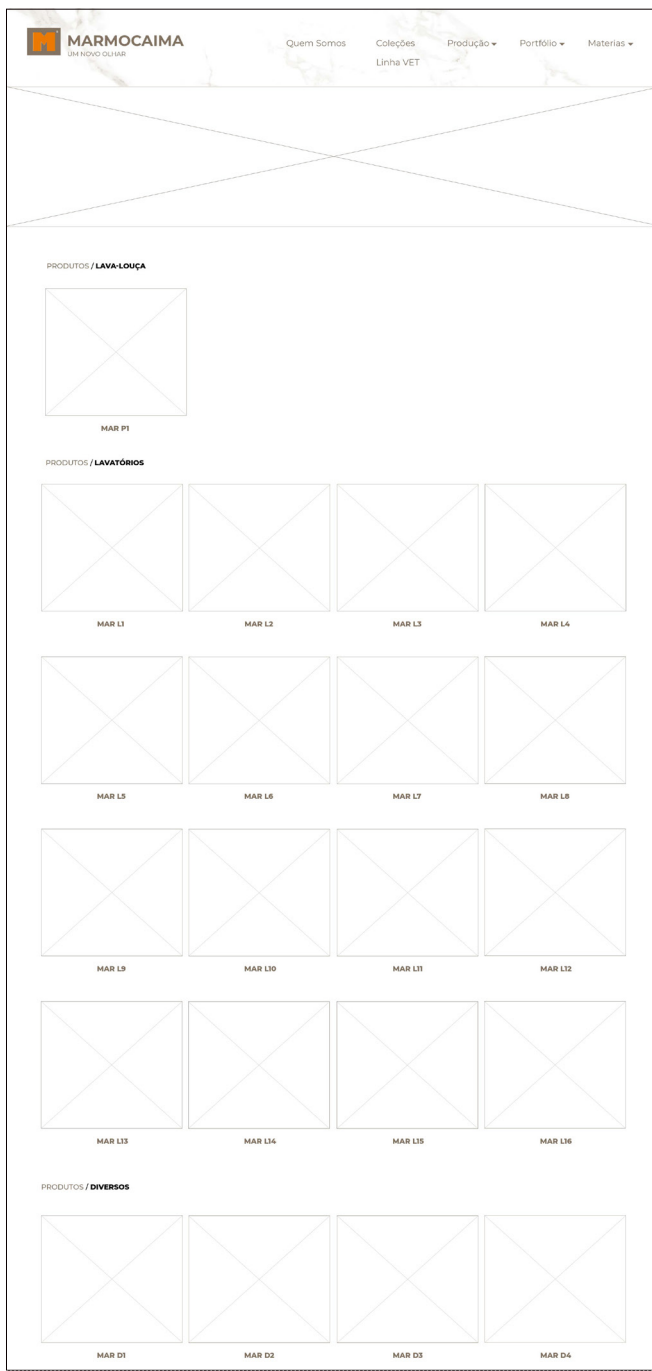 MARMOCAIMA
UM NOVO OLHAR
Quem Somos Coleções Produção Portfólio Materias
Linha VET
PRODUTOS / LAVA-LOUÇA
MAR P1
PRODUTOS / LAVATÓRIOS
MAR L1 MAR L2 MAR L3 MAR L4
MAR L5 MAR L6 MAR L7 MAR L8
MAR L9 MAR L10 MAR L11 MAR L12
MAR L13 MAR L14 MAR L15 MAR L16
PRODUTOS / DIVERSOS
MAR D1 MAR D2 MAR D3 MAR D4